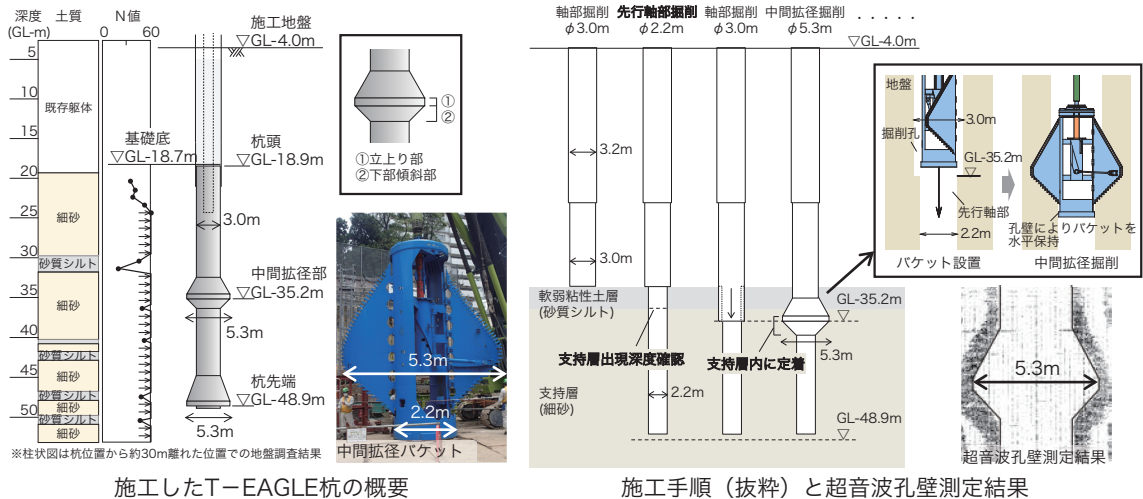 深度
(GL-m)
土質
N値
0
60
5
10
15
20
25
30
35
40
45
50
既存躯体
細砂
砂質シルト
細砂
砂質シルト
細砂
砂質シルト
細砂
砂質シルト
細砂
施工地盤
▽GL-4.0m
基礎底
▽GL-18.7m
杭頭
▽GL-18.9m
3.0m
中間拡径部
▽GL-35.2m
5.3m
杭先端
▽GL-48.9m
5.3m
※柱状図は杭位置から約30m離れた位置での地盤調査結果
①
②
①立上り部
②下部傾斜部
5.3m
2.2m
中間拡径バケット
施工したT−EAGLE杭の概要
軸部掘削
φ3.0m
先行軸部掘削
φ2.2m
軸部掘削
φ3.0m
中間拡径掘削
φ5.3m
. . . . .
▽GL-4.0m
3.2m
3.0m
軟弱粘性土層
(砂質シルト)
GL-35.2m
▽
支持層出現深度確認
支持層内に定着
5.3m
支持層
(細砂)
2.2m
GL-48.9m
▽
地盤
3.0m
掘削孔
GL-35.2m
▽
先行軸部
2.2m
孔壁によりバケットを
水平保持
バケット設置
中間拡径掘削
5.3m
超音波孔壁測定結果
施工手順（抜粋）と超音波孔壁測定結果